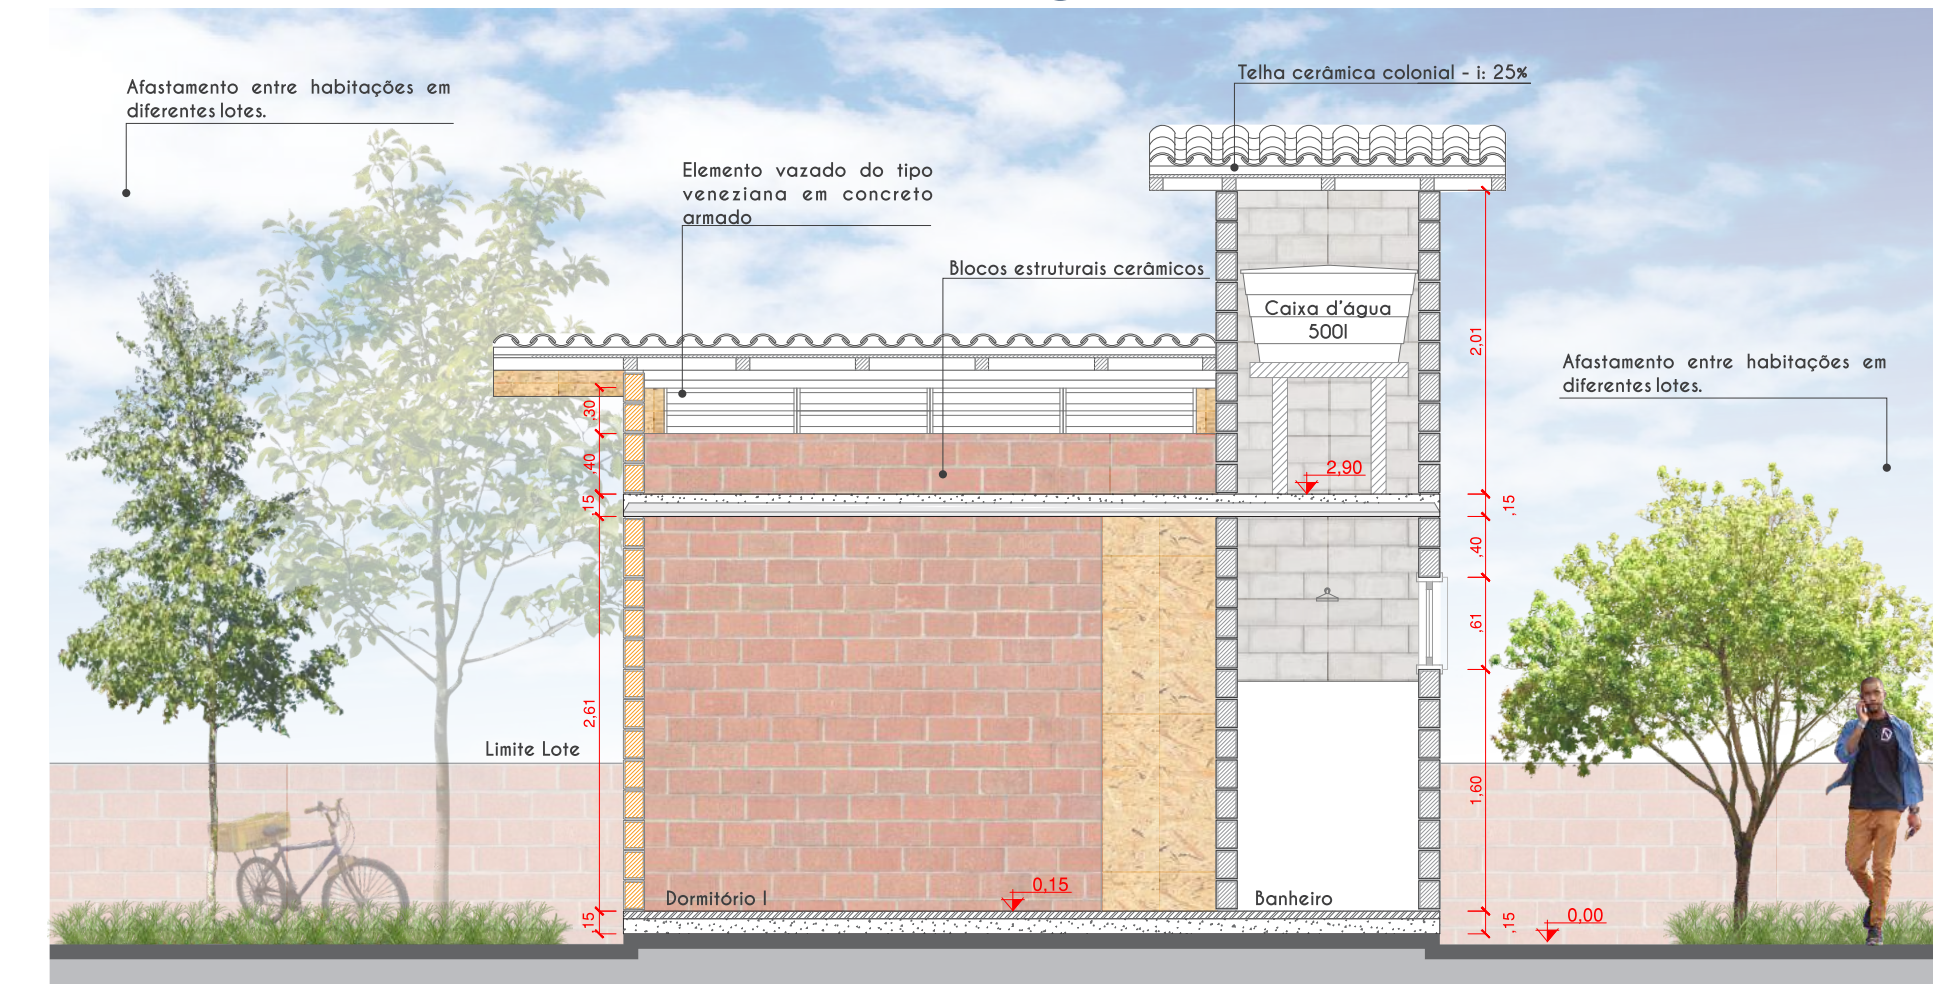 Afastamento entre habitações em
diferentes lotes.
Telha cerâmica colonial - i: 25%
Elemento vazado do tipo
veneziana em concreto
armado
Blocos estruturais cerâmicos
Caixa d'água
500l
2,01
Afastamento entre habitações em
diferentes lotes.
,30
,40
2,90
,15
,15
,40
,61
2,61
Limite Lote
1,60
0,15
Dormitório I
Banheiro
,15
,15
0,00